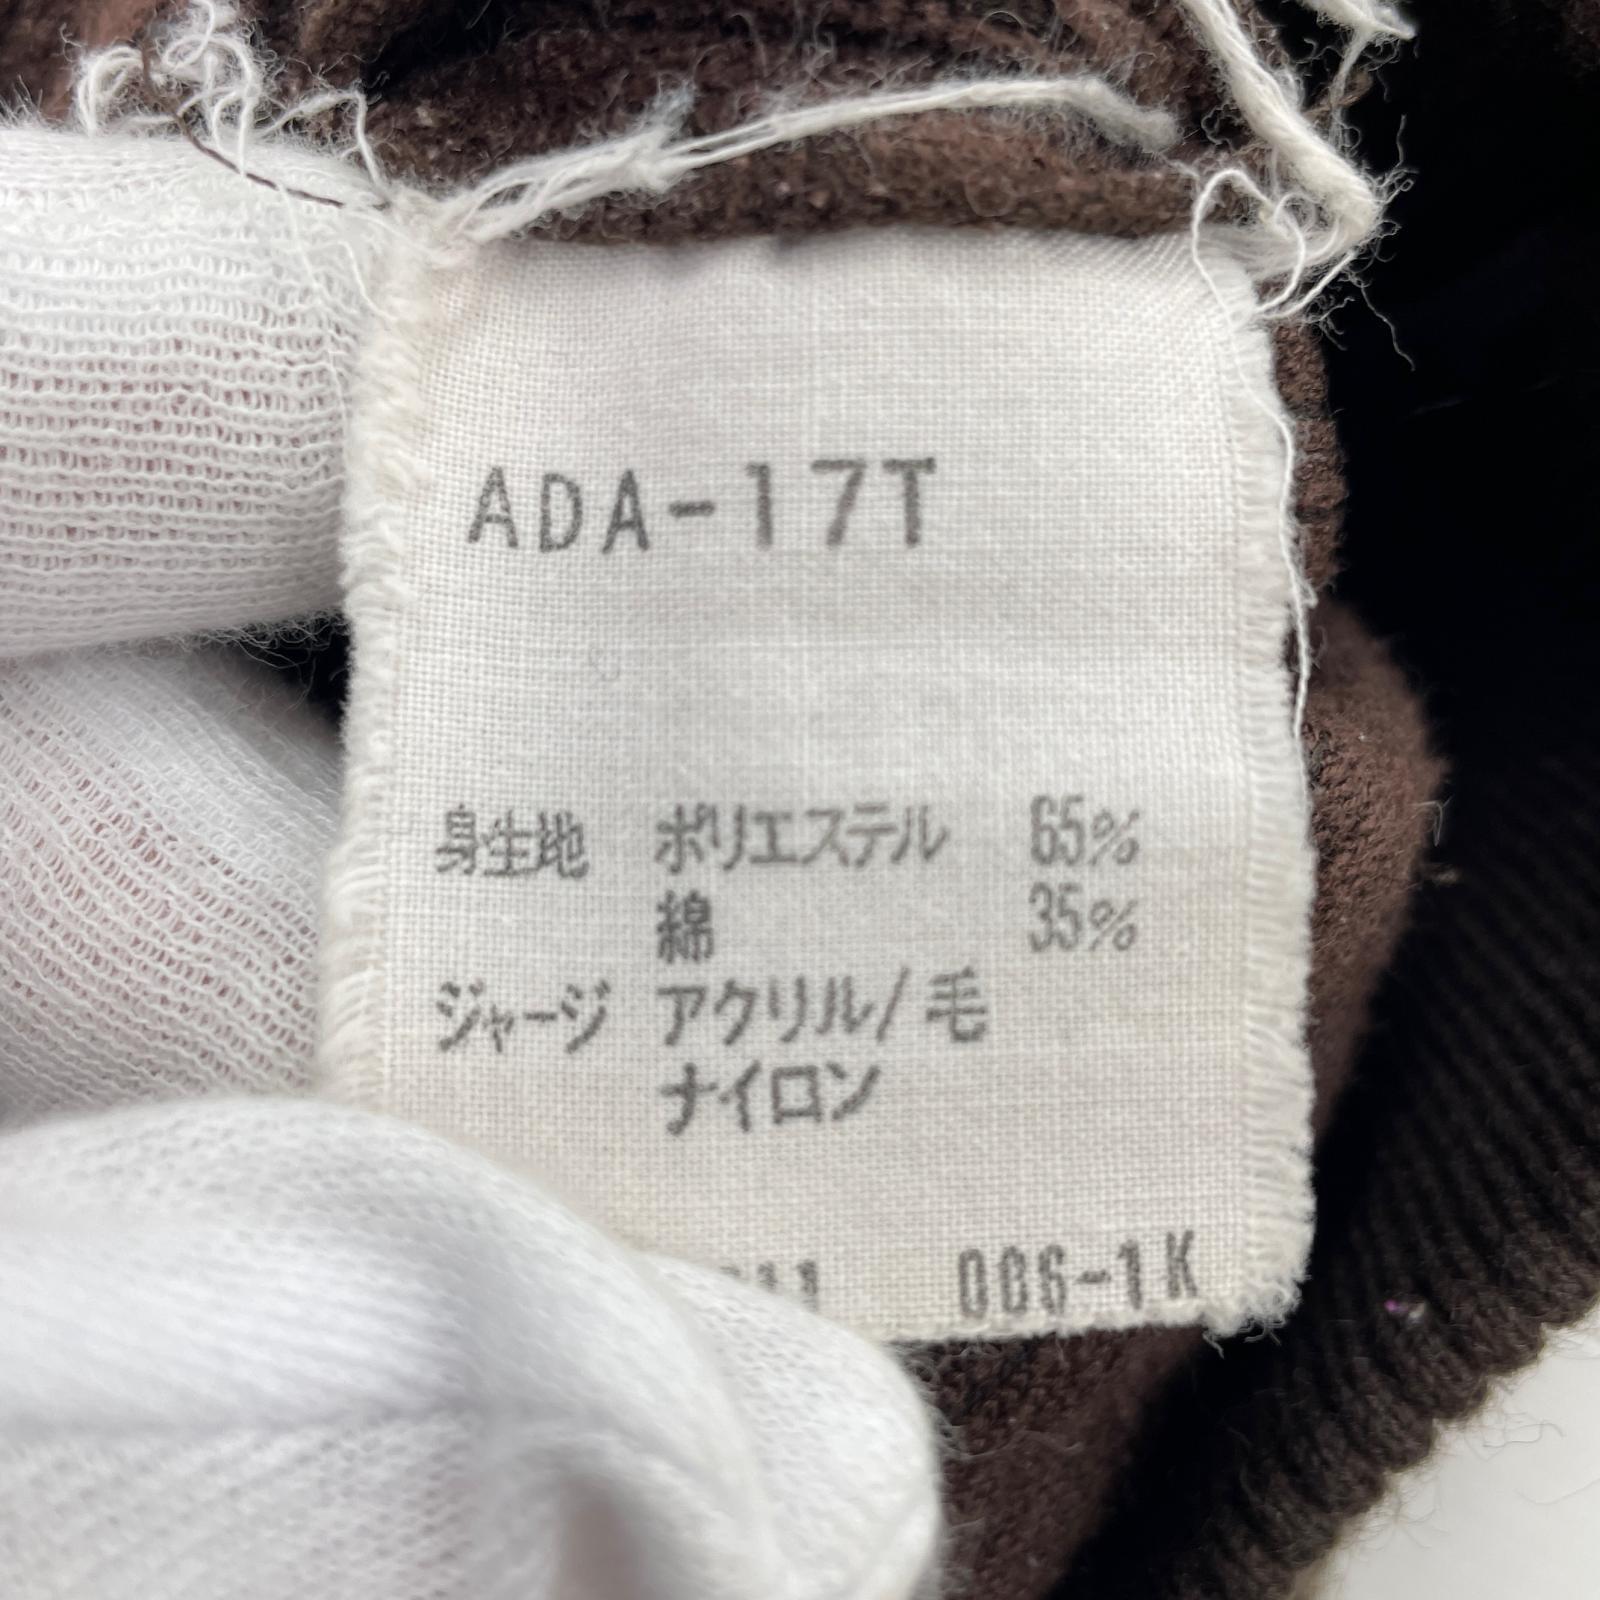 ADA-17T
身生地 ポリエステル 65%
綿 35%
ジャージ アクリル/毛
ナイロン
11 006-1K